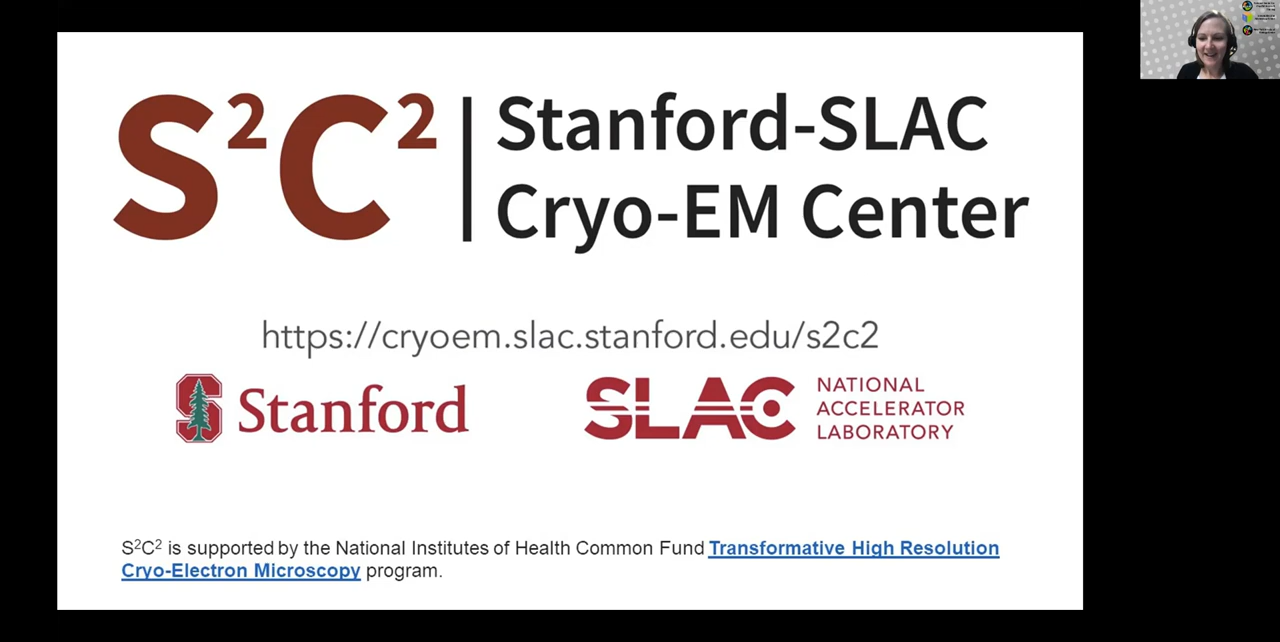 S²C² | Stanford-SLAC
Cryo-EM Center
https://cryoem.slac.stanford.edu/s2c2
Stanford
SLAC NATIONAL
ACCELERATOR
LABORATORY
S²C² is supported by the National Institutes of Health Common Fund Transformative High Resolution
Cryo-Electron Microscopy program.